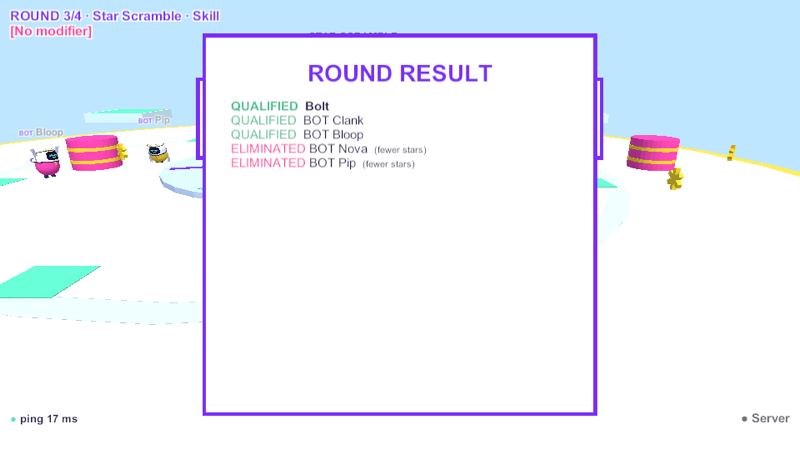 ROUND 3/4 · Star Scramble · Skill
[No modifier]
ROUND RESULT
QUALIFIED Bolt
QUALIFIED BOT Clank
QUALIFIED BOT Bloop
ELIMINATED BOT Nova (fewer stars)
ELIMINATED BOT Pip (fewer stars)
BOT Pip
BOT Bloop
● ping 17 ms
● Server